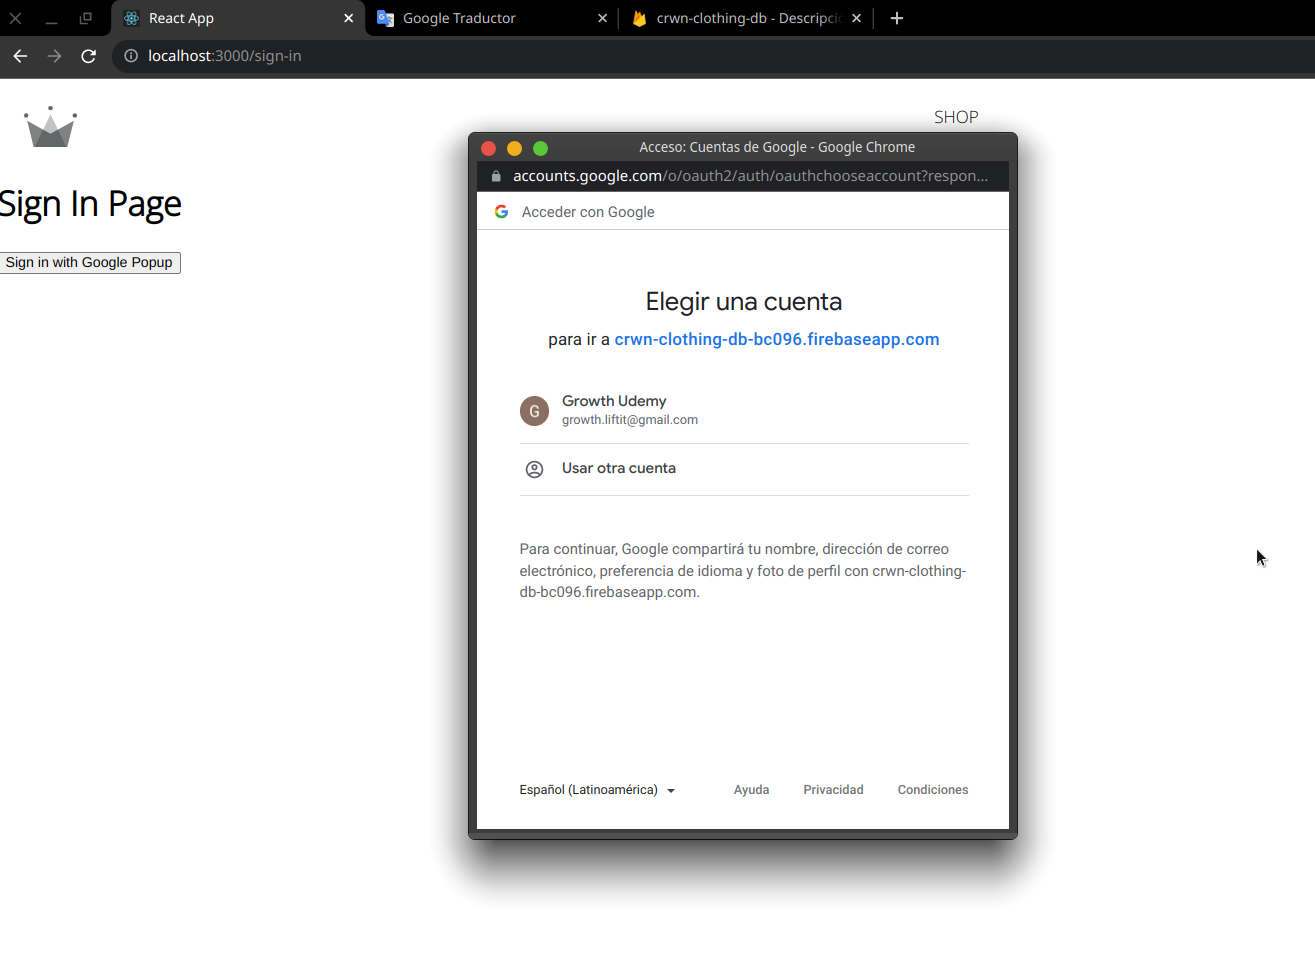 React App
Google Traductor
crwn-clothing-db - Descripci
localhost:3000/sign-in
SHOP
Sign In Page
Sign in with Google Popup
Acceso: Cuentas de Google - Google Chrome
accounts.google.com/o/oauth2/auth/oauthchooseaccount?respon...
Acceder con Google
Elegir una cuenta
para ir a crwn-clothing-db-bc096.firebaseapp.com
G
Growth Udemy
growth.liftit@gmail.com
Usar otra cuenta
Para continuar, Google compartirá tu nombre, dirección de correo
electrónico, preferencia de idioma y foto de perfil con crwn-clothing-
db-bc096.firebaseapp.com.
Español (Latinoamérica) Ayuda Privacidad Condiciones